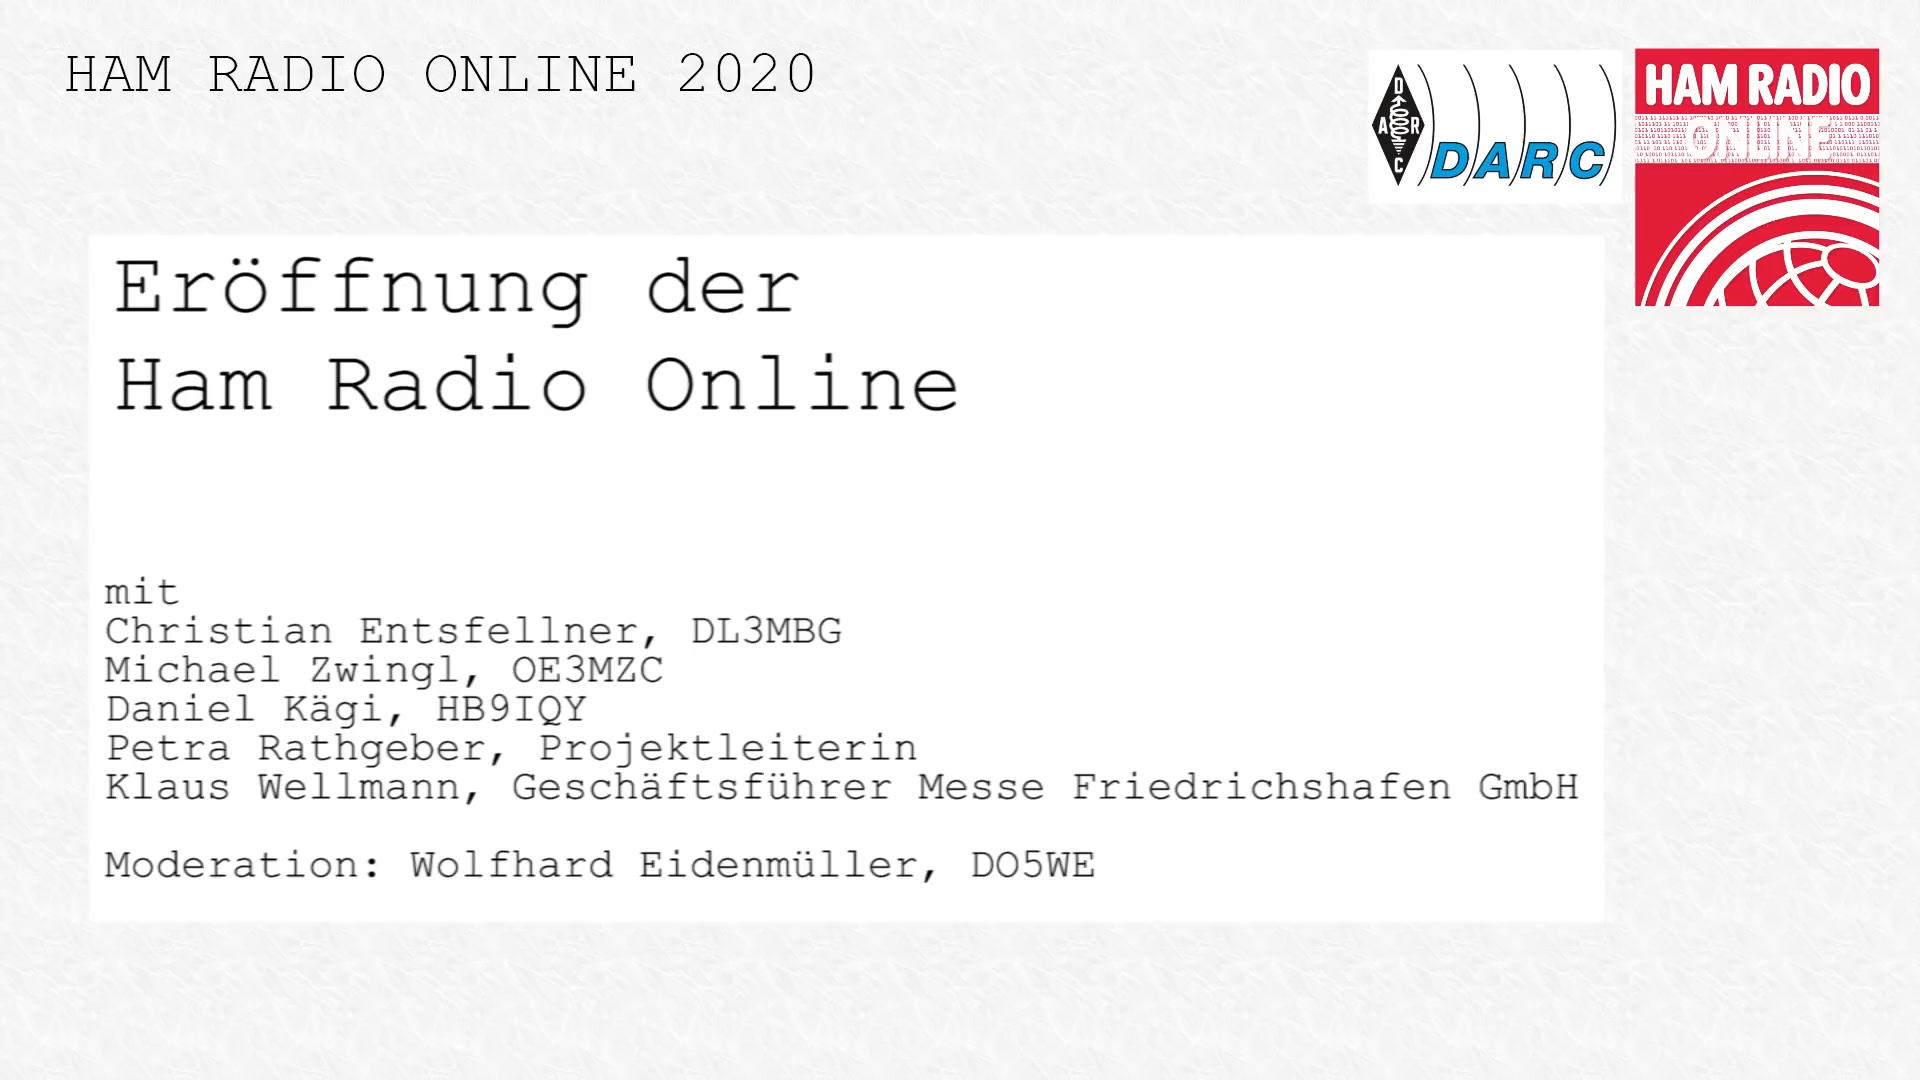 HAM RADIO ONLINE 2020
D
A R
C
DARC
HAM RADIO
ONLINE
Eröffnung der
Ham Radio Online
mit
Christian Entsfellner, DL3MBG
Michael Zwingl, OE3MZC
Daniel Kägi, HB9IQY
Petra Rathgeber, Projektleiterin
Klaus Wellmann, Geschäftsführer Messe Friedrichshafen GmbH
Moderation: Wolfhard Eidenmüller, DO5WE